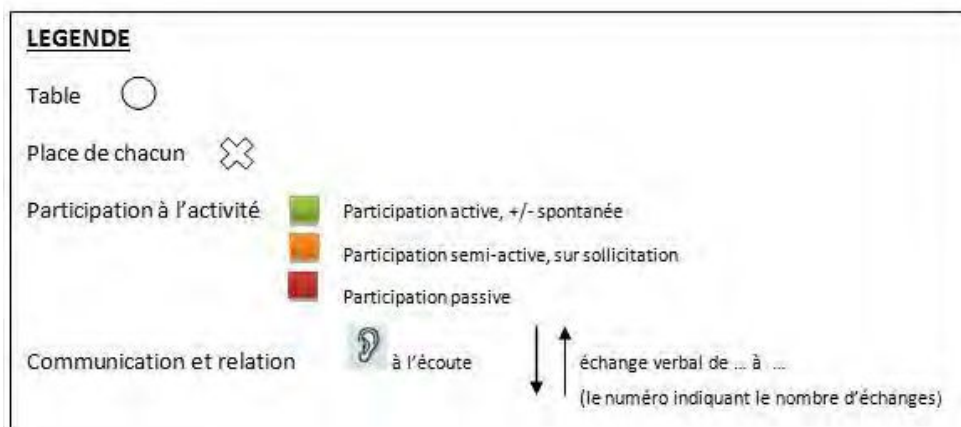 LEGENDE
Table
Place de chacun
Participation à l'activité
Participation active, +/- spontanée
Participation semi-active, sur sollicitation
Participation passive
Communication et relation
à l'écoute
échange verbal de ... à ...
(le numéro indiquant le nombre d'échanges)